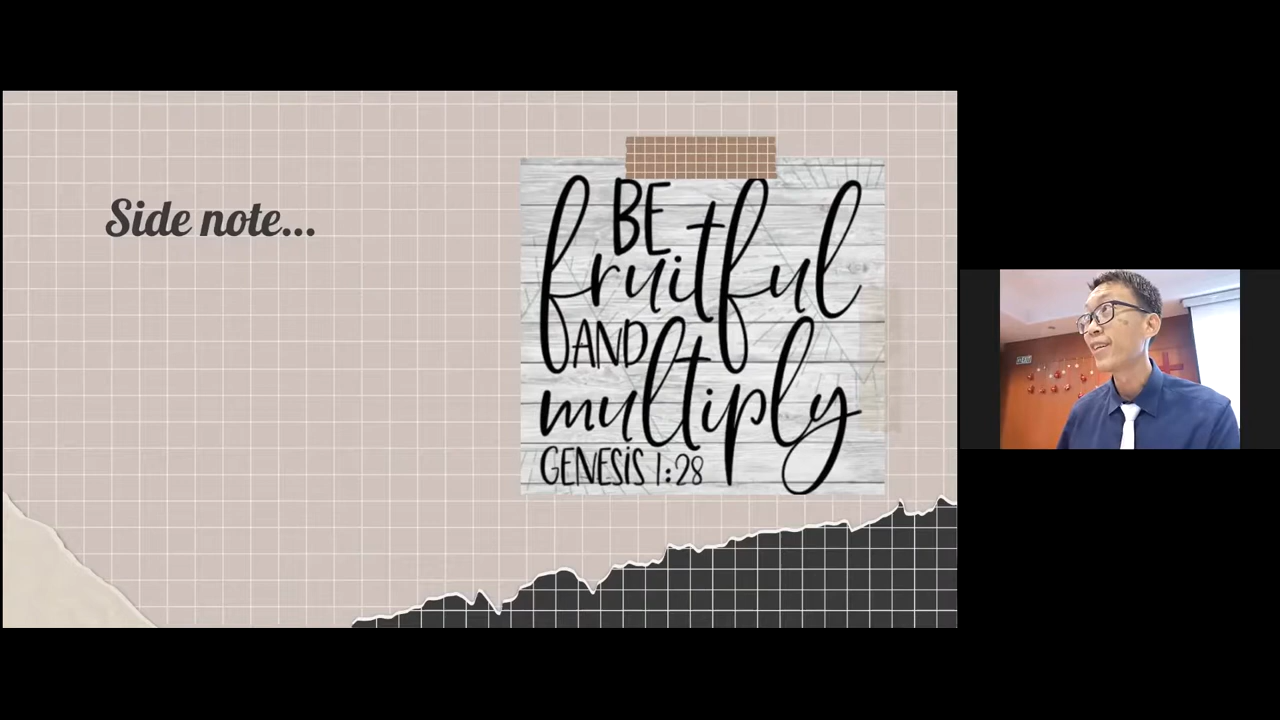 Side note...
BE
fruitful
AND
multiply
GENESIS 1:28